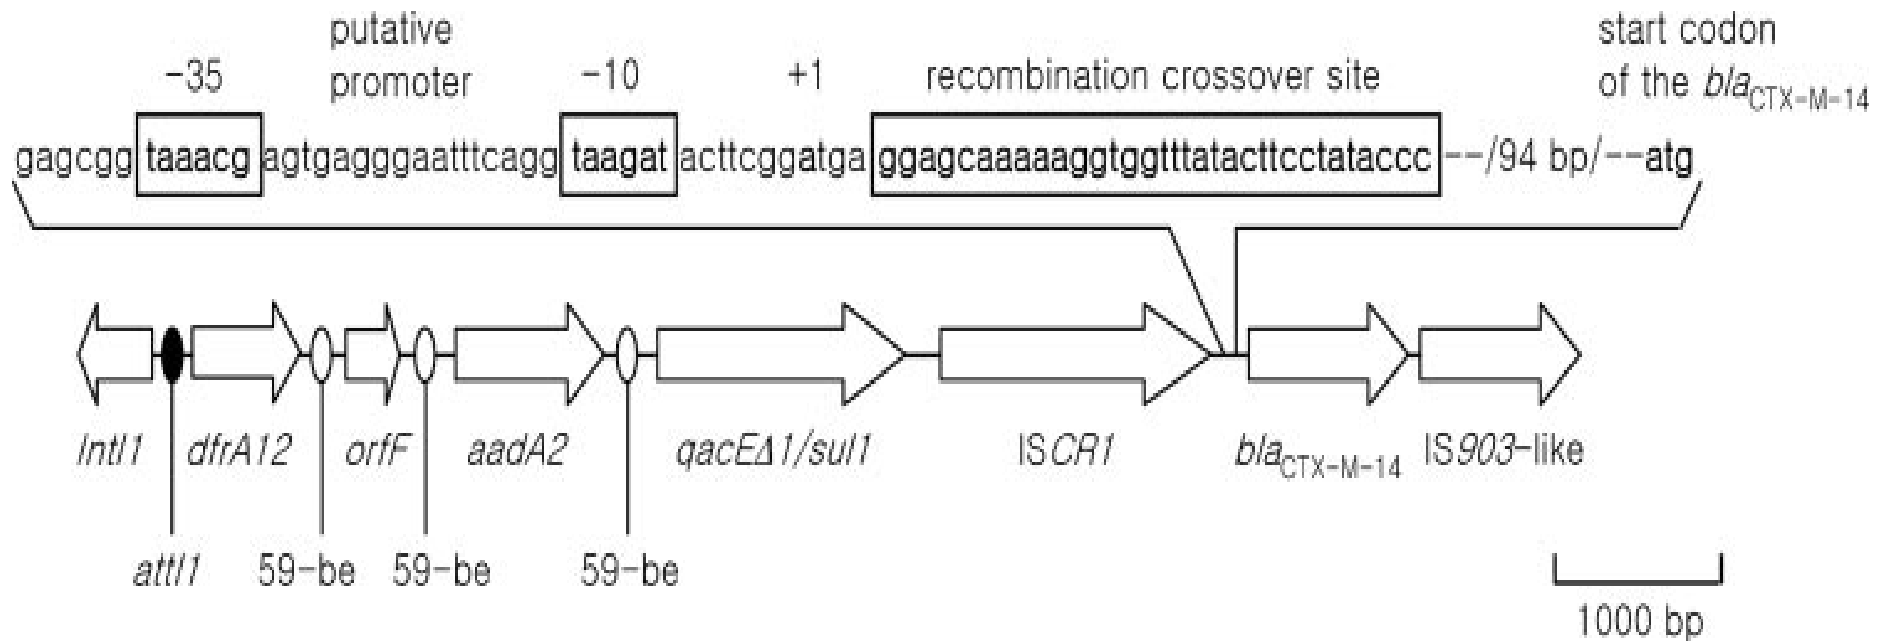 putative
promoter
start codon
of the blaCTX-M-14
-35
-10
+1
recombination crossover site
gagcgg taaacg agtgagggaatttcagg taagat acttcggatga ggagcaaaaaggtggtttatacttcctataccc --/94 bp/--atg
IntI1 dfrA12 orfF aadA2 qacEΔ1/sul1 ISCR1 blaCTX-M-14 IS903-like
attI1 59-be 59-be 59-be
1000 bp